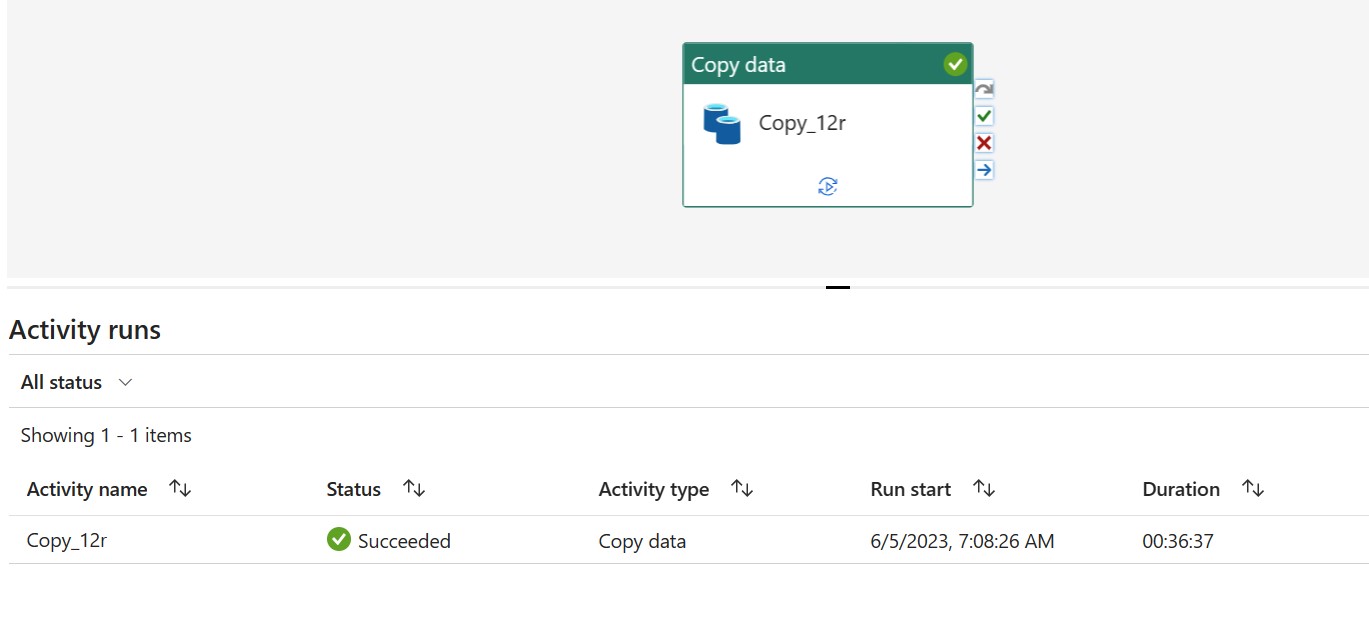 Copy data
Copy_12r
Activity runs
All status
Showing 1 - 1 items
Activity name Status Activity type Run start Duration
Copy_12r Succeeded Copy data 6/5/2023, 7:08:26 AM 00:36:37